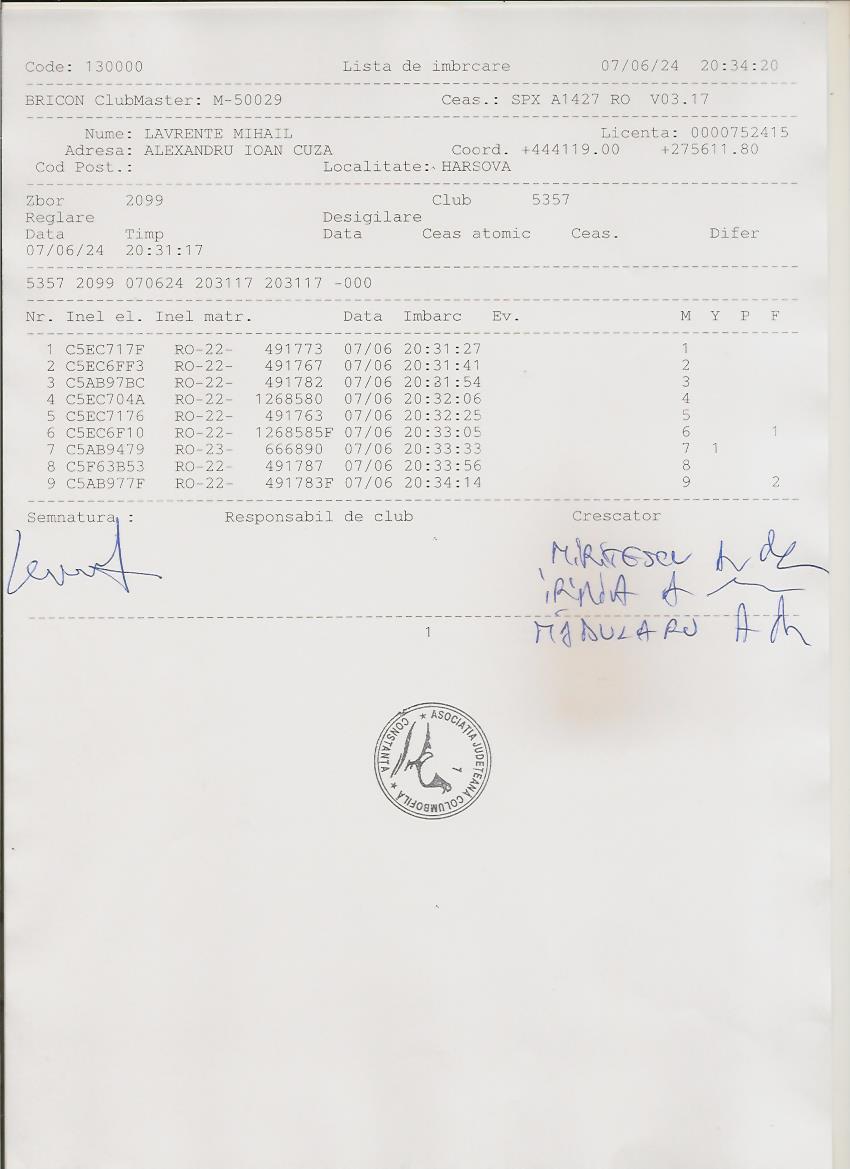 Code: 130000 Lista de imbrcare 07/06/24 20:34:20
BRICON ClubMaster: M-50029 Ceas.: SPX A1427 RO V03.17
Nume: LAVRENTE MIHAIL Licenta: 0000752415
Adresa: ALEXANDRU IOAN CUZA Coord. +444119.00 +275611.80
Cod Post.: Localitate: HARSOVA
Zbor 2099 Club 5357
Reglare Desigilare
Data Timp Data Ceas atomic Ceas. Difer
07/06/24 20:31:17
5357 2099 070624 203117 203117 -000
Nr. Inel el. Inel matr. Data Imbarc Ev. M Y P F
1 C5EC717F RO-22- 491773 07/06 20:31:27 1
2 C5EC6FF3 RO-22- 491767 07/06 20:31:41 2
3 C5AB97BC RO-22- 491782 07/06 20:31:54 3
4 C5EC704A RO-22- 1268580 07/06 20:32:06 4
5 C5EC7176 RO-22- 491763 07/06 20:32:25 5
6 C5EC6F10 RO-22- 1268585F 07/06 20:33:05 6 1
7 C5AB9479 RO-23- 666890 07/06 20:33:33 7 1
8 C5F63B53 RO-22- 491787 07/06 20:33:56 8
9 C5AB977F RO-22- 491783F 07/06 20:34:14 9 2
Semnatura : Responsabil de club Crescator
MIRITESCU
A
MĂDULARU A
1
ASOCIATIA JUDEȚEANA COLUMBOFILA ★ CONSTANTA ★
1